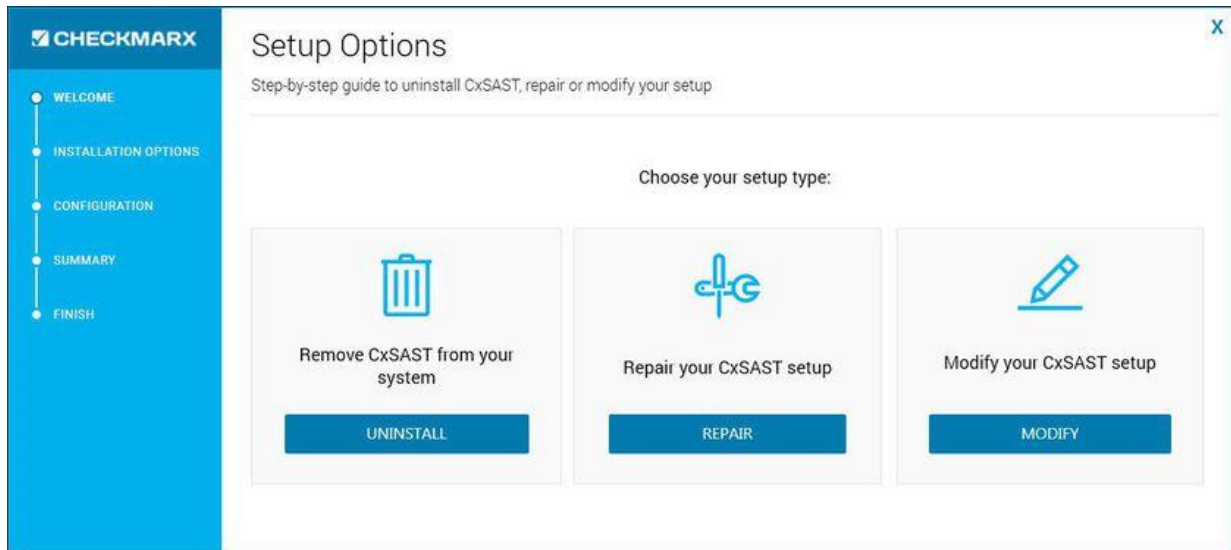 CHECKMARX
X
Setup Options
Step-by-step guide to uninstall CxSAST, repair or modify your setup
WELCOME
INSTALLATION OPTIONS
CONFIGURATION
SUMMARY
FINISH
Choose your setup type:
Remove CxSAST from your
system
UNINSTALL
Repair your CxSAST setup
REPAIR
Modify your CxSAST setup
MODIFY